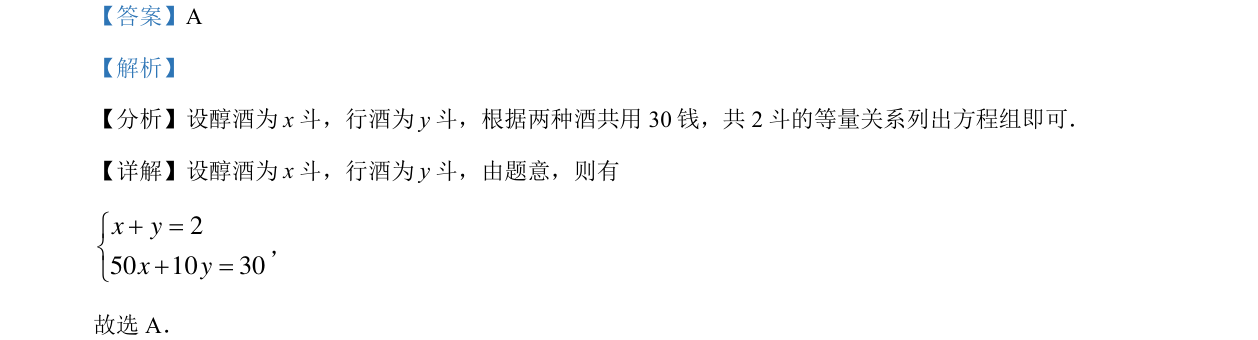 【答案】A
【解析】
【分析】设醇酒为 x 斗，行酒为 y 斗，根据两种酒共用 30 钱，共 2 斗的等量关系列出方程组即可．
【详解】设醇酒为 x 斗，行酒为 y 斗，由题意，则有
{x + y = 2
50x +10y = 30，
故选 A．